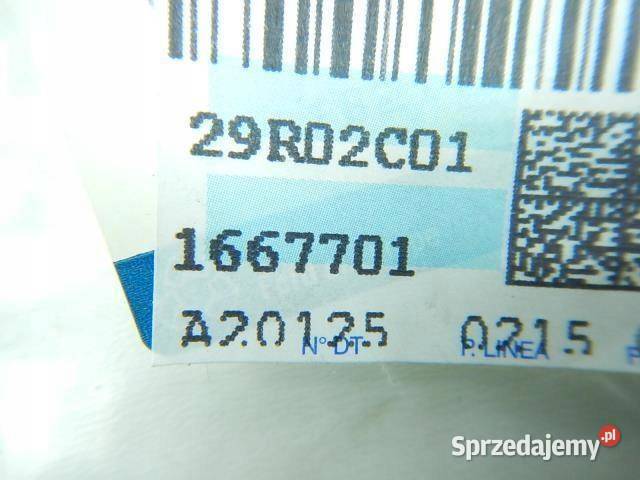 29R02C01
1667701
A20125 0215
N° DT P. LINEA
Sprzedajemy.pl